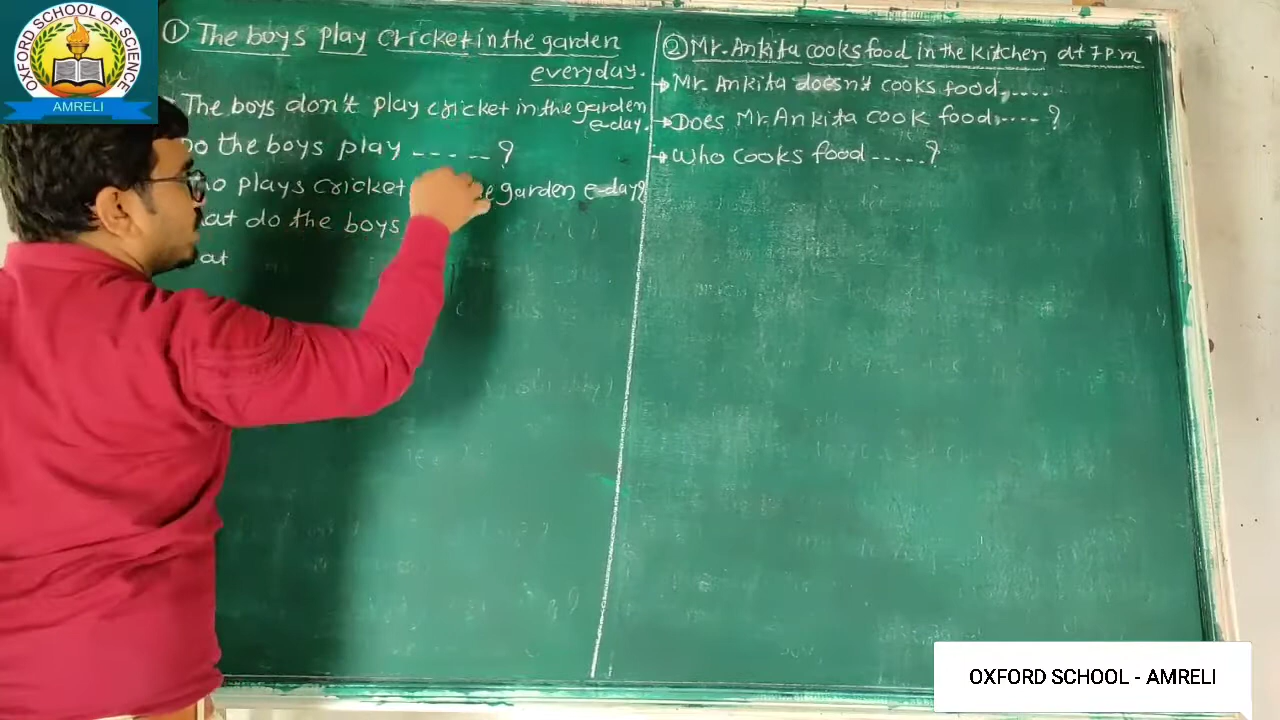 OXFORD SCHOOL OF SCIENCE
AMRELI
① The boys play cricket in the garden
everyday.
The boys don't play cricket in the garden
e-day.
Do the boys play -----?
plays cricket garden e-day?
do the boys
② Mr. Ankita cooks food in the kitchen at 7 p.m
→ Mr. Ankita doesn't cooks food.....
→ Does Mr. Ankita cook food.....?
→ Who cooks food.....?
OXFORD SCHOOL - AMRELI